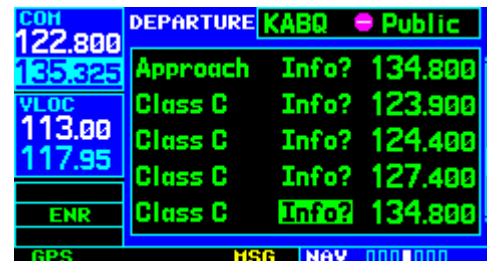 COM
122.800
135.325
VLOC
113.00
117.95
ENR
GPS
DEPARTURE KABQ Public
Approach Info? 134.800
Class C Info? 123.900
Class C Info? 124.400
Class C Info? 127.400
Class C Info? 134.800
MSG NAV